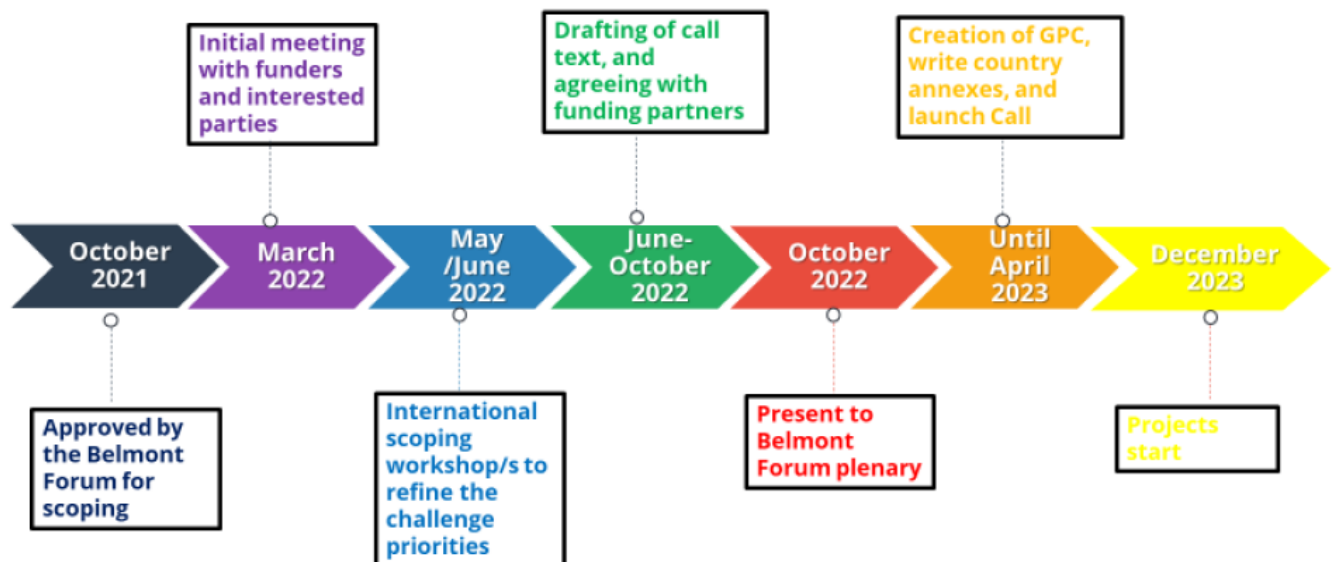 Initial meeting
with funders
and interested
parties
Drafting of call
text, and
agreeing with
funding partners
Creation of GPC,
write country
annexes, and
launch Call
October
2021
March
2022
May
/June
2022
June-
October
2022
October
2022
Until
April
2023
December
2023
Approved by
the Belmont
Forum for
scoping
International
scoping
workshop/s to
refine the
challenge
priorities
Present to
Belmont
Forum plenary
Projects
start